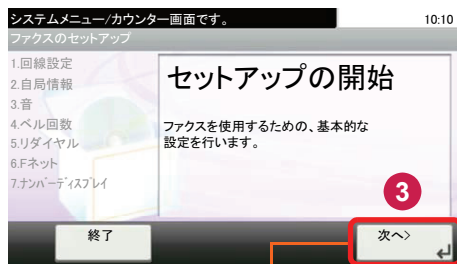 システムメニュー/カウンター画面です。 10:10
ファクスのセットアップ
1.回線設定
2.自局情報
3.音
4.ベル回数
5.リダイヤル
6.Fネット
7.ナンバーディスプレイ
セットアップの開始
ファクスを使用するための、基本的な
設定を行います。
3
終了
次へ>